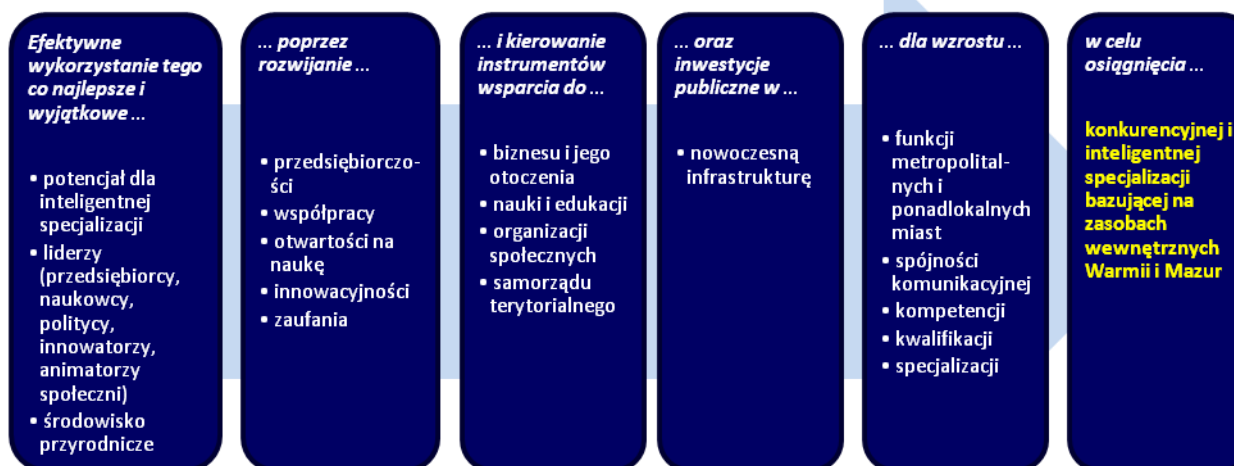 Efektywne
wykorzystanie tego
co najlepsze i
wyjątkowe ...
• potencjał dla
inteligentnej
specjalizacji
• liderzy
(przedsiębiorcy,
naukowcy,
politycy,
innowatorzy,
animatorzy
społeczni)
• środowisko
przyrodnicze
... poprzez
rozwijanie ...
• przedsiębiorczo-
ści
• współpracy
• otwartości na
naukę
• innowacyjności
• zaufania
... i kierowanie
instrumentów
wsparcia do ...
• biznesu i jego
otoczenia
• nauki i edukacji
• organizacji
społecznych
• samorządu
terytorialnego
... oraz
inwestycje
publiczne w ...
• nowoczesną
infrastrukturę
... dla wzrostu ...
• funkcji
metropolital-
nych i
ponadlokalnych
miast
• spójności
komunikacyjnej
• kompetencji
• kwalifikacji
• specjalizacji
w celu
osiągnięcia ...
konkurencyjnej i
inteligentnej
specjalizacji
bazującej na
zasobach
wewnętrznych
Warmii i Mazur